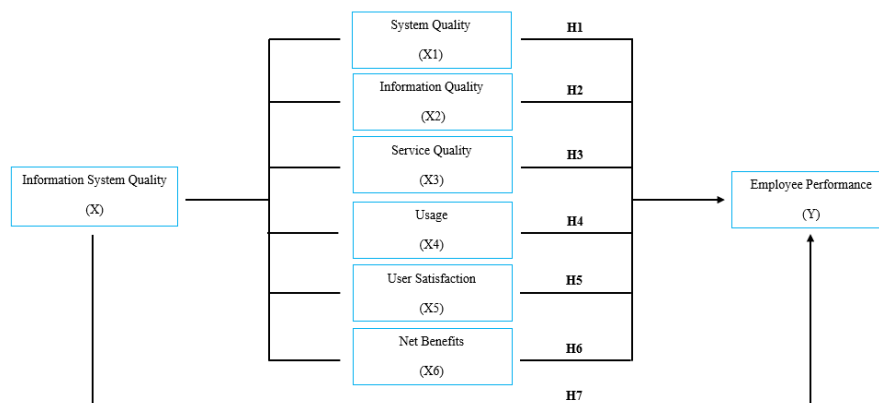 System Quality
(X1)
H1
Information Quality
(X2)
H2
Service Quality
(X3)
H3
Information System Quality
(X)
Employee Performance
(Y)
Usage
(X4)
H4
User Satisfaction
(X5)
H5
Net Benefits
(X6)
H6
H7